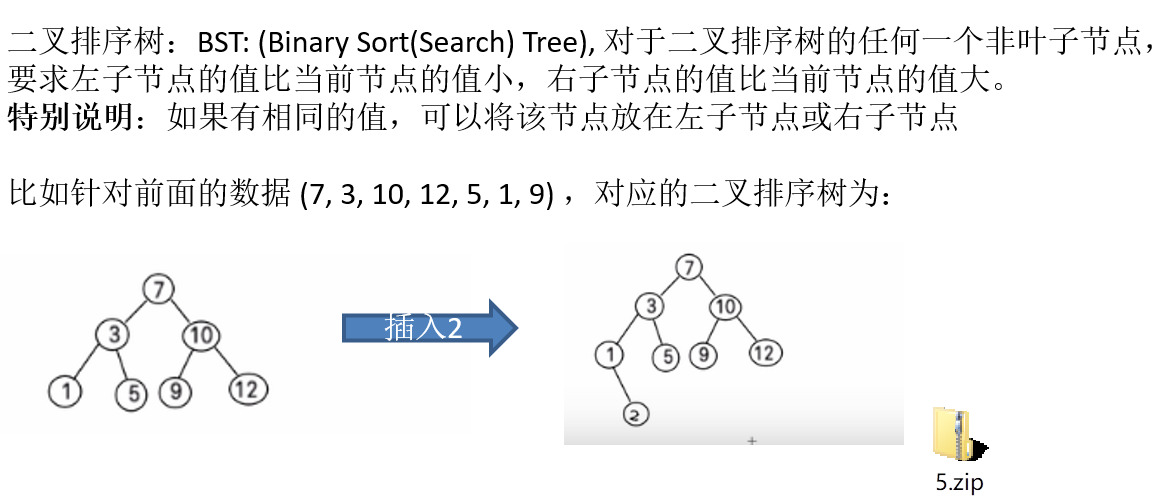 二叉排序树：BST: (Binary Sort(Search) Tree), 对于二叉排序树的任何一个非叶子节点，
要求左子节点的值比当前节点的值小，右子节点的值比当前节点的值大。
特别说明：如果有相同的值，可以将该节点放在左子节点或右子节点
比如针对前面的数据 (7, 3, 10, 12, 5, 1, 9) ，对应的二叉排序树为：
7
3 10
1 5 9 12
插入2
7
3 10
1 5 9 12
2
5.zip